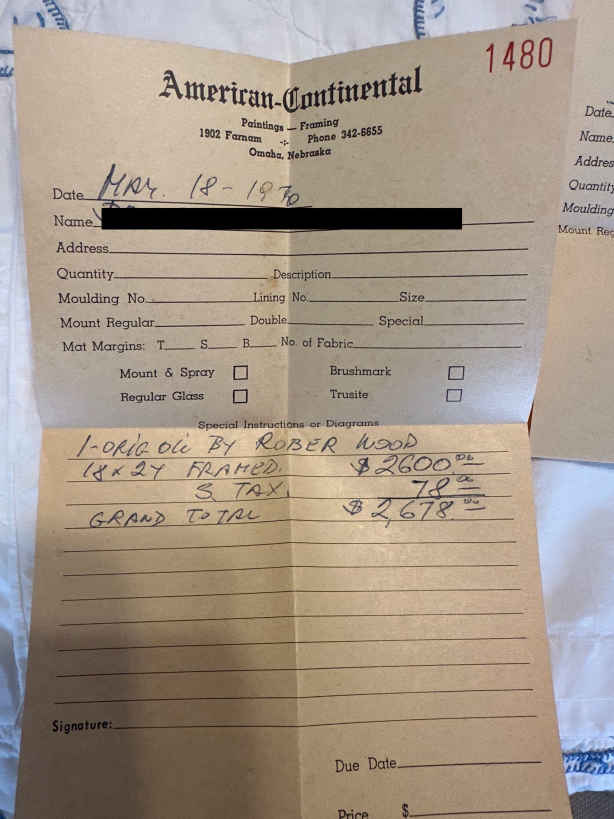 1480
American-Continental
Paintings — Framing
1902 Farnam -:- Phone 342-6655
Omaha, Nebraska
Date MAY. 18 - 1970
Name
Address
Quantity Description
Moulding No. Lining No. Size
Mount Regular Double Special
Mat Margins: T. S. B. No. of Fabric
Mount & Spray Brushmark
Regular Glass Trusite
Special Instructions or Diagrams
1-ORIG OIL BY ROBER WOOD
18 x 24 FRAMED. $2600.00
S. TAX. 78.00
GRAND TOTAL $2,678.00
Signature:
Due Date
Price $
Date
Name
Addres
Quantity
Moulding
Mount Reg